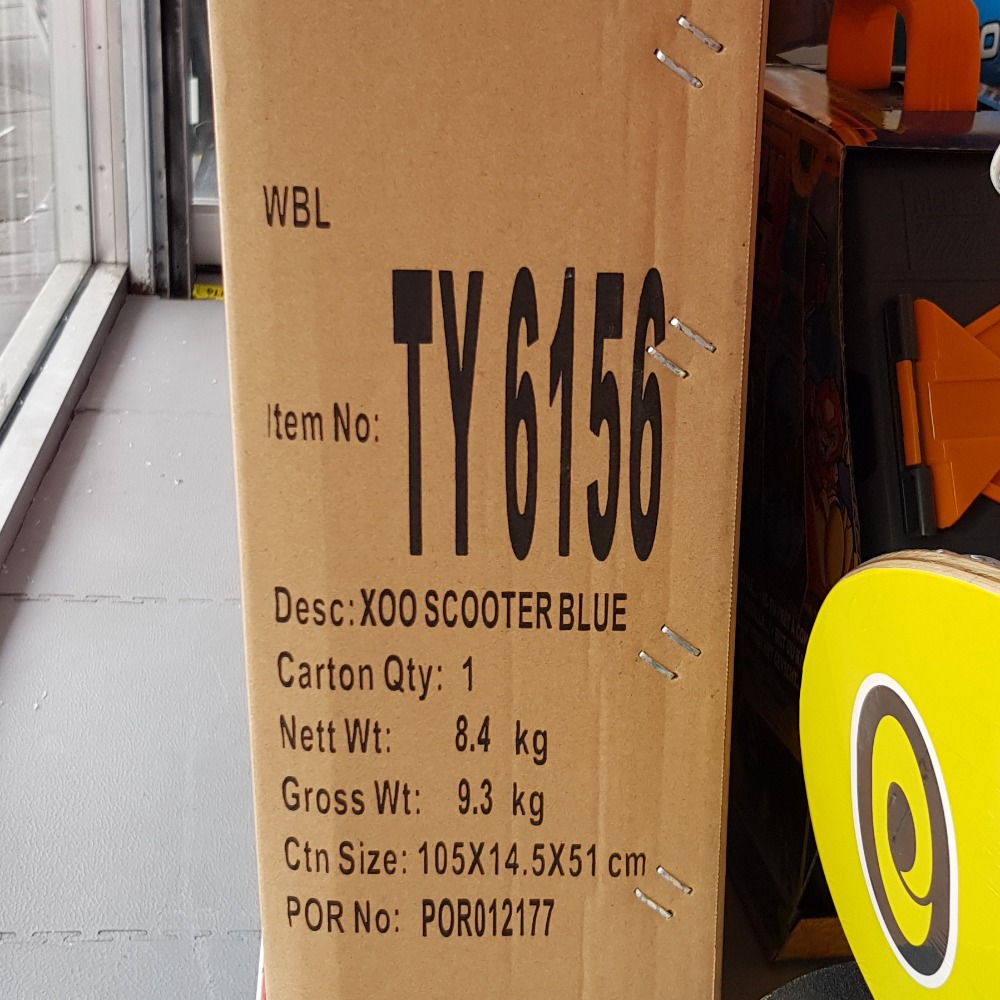 WBL
Item No: TY 6156
Desc: XOO SCOOTER BLUE
Carton Qty: 1
Nett Wt: 8.4 kg
Gross Wt: 9.3 kg
Ctn Size: 105X14.5X51 cm
POR No: POR012177